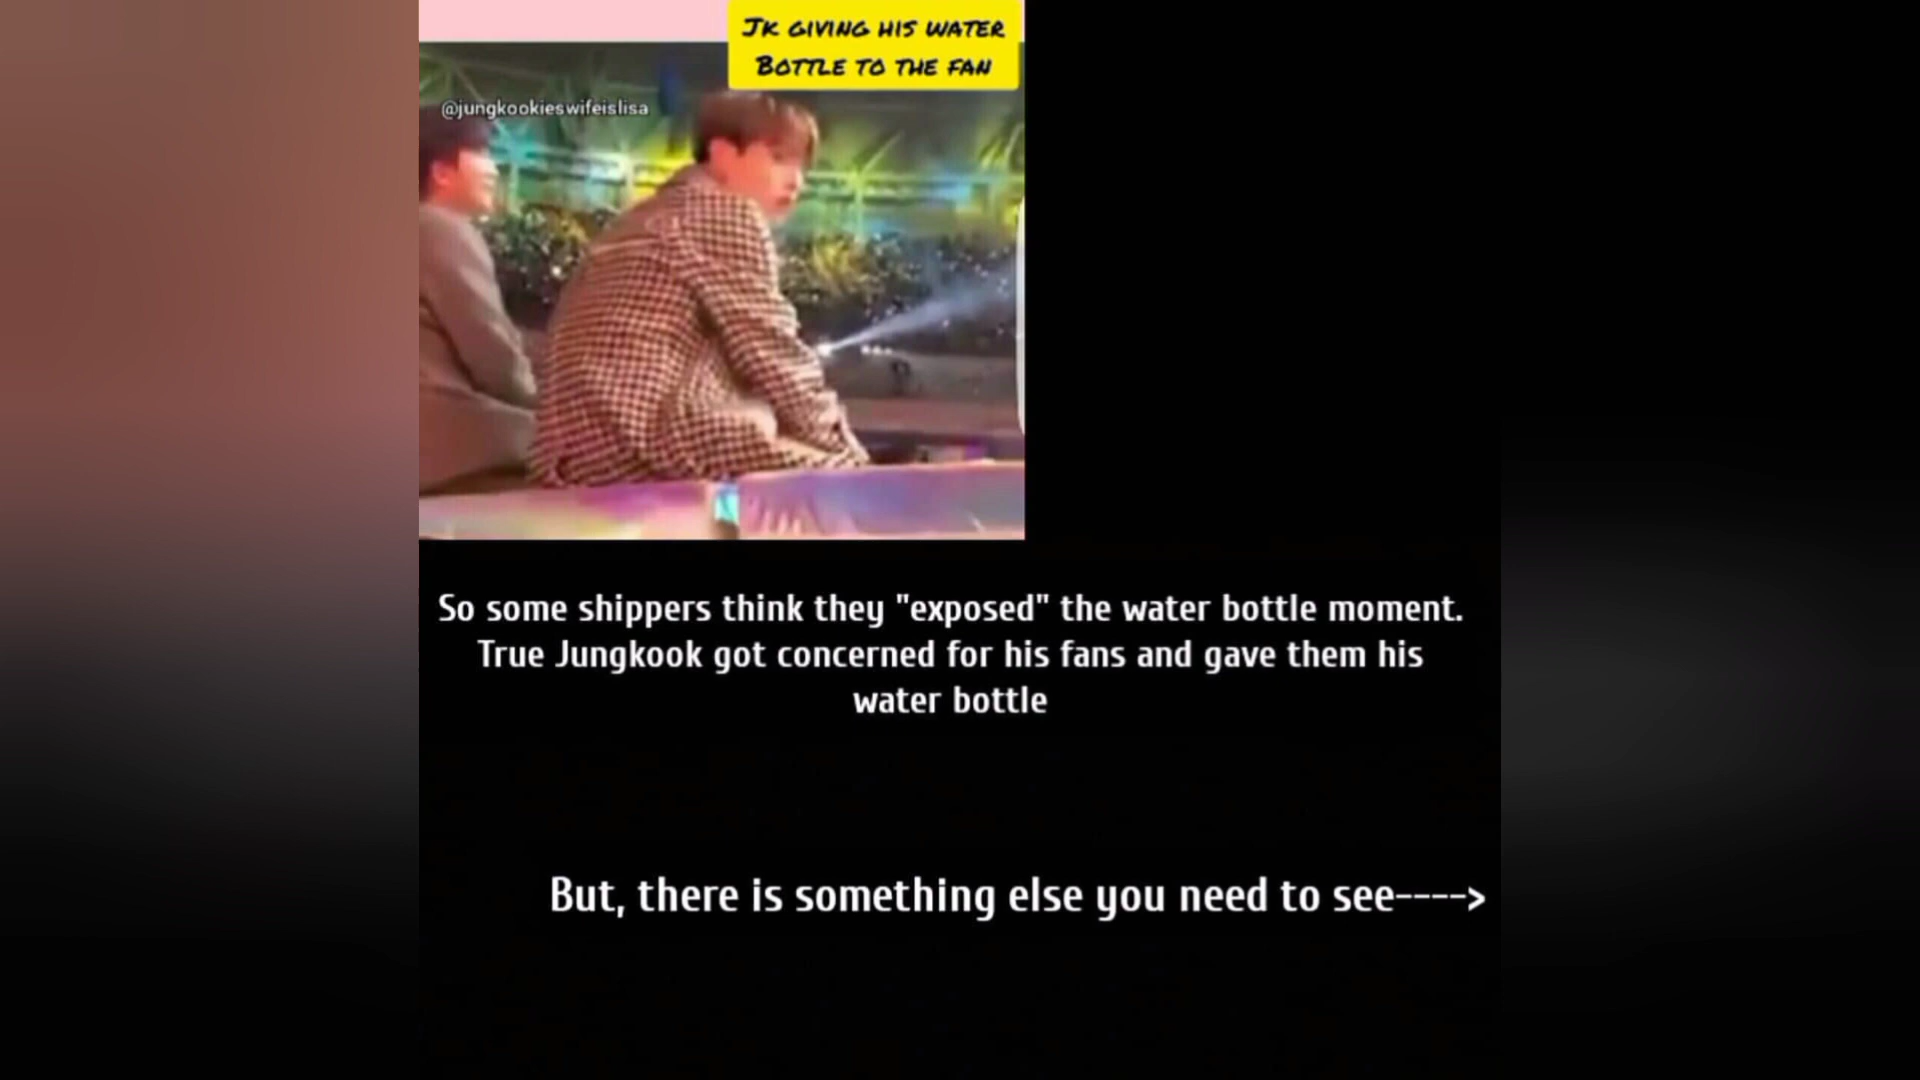 JK GIVING HIS WATER
BOTTLE TO THE FAN
@jungkookieswifeislisa
So some shippers think they "exposed" the water bottle moment.
True Jungkook got concerned for his fans and gave them his
water bottle
But, there is something else you need to see---->